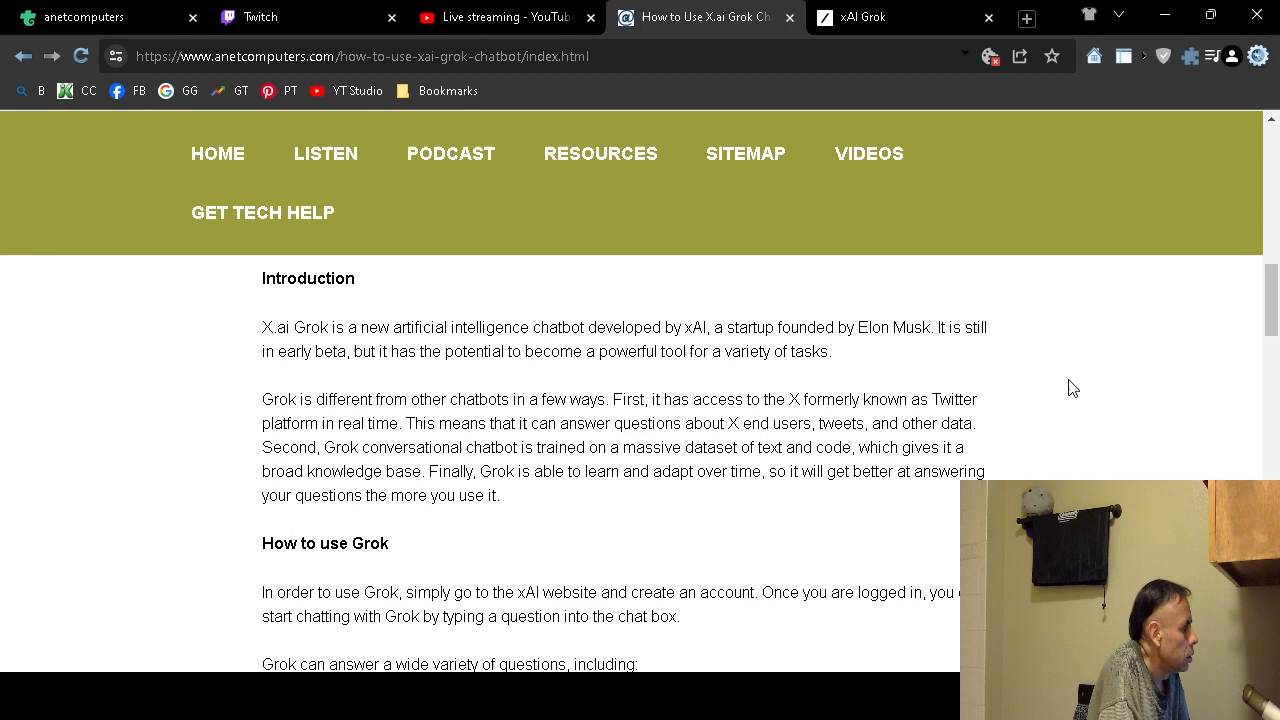 anetcomputers
Twitch
Live streaming - YouTube
How to Use X.ai Grok Ch
xAI Grok
https://www.anetcomputers.com/how-to-use-xai-grok-chatbot/index.html
B
CC
FB
GG
GT
PT
YT Studio
Bookmarks
HOME
LISTEN
PODCAST
RESOURCES
SITEMAP
VIDEOS
GET TECH HELP
Introduction
X.ai Grok is a new artificial intelligence chatbot developed by xAI, a startup founded by Elon Musk. It is still
in early beta, but it has the potential to become a powerful tool for a variety of tasks.
Grok is different from other chatbots in a few ways. First, it has access to the X formerly known as Twitter
platform in real time. This means that it can answer questions about X end users, tweets, and other data.
Second, Grok conversational chatbot is trained on a massive dataset of text and code, which gives it a
broad knowledge base. Finally, Grok is able to learn and adapt over time, so it will get better at answering
your questions the more you use it.
How to use Grok
In order to use Grok, simply go to the xAI website and create an account. Once you are logged in, you
start chatting with Grok by typing a question into the chat box.
Grok can answer a wide variety of questions, including: